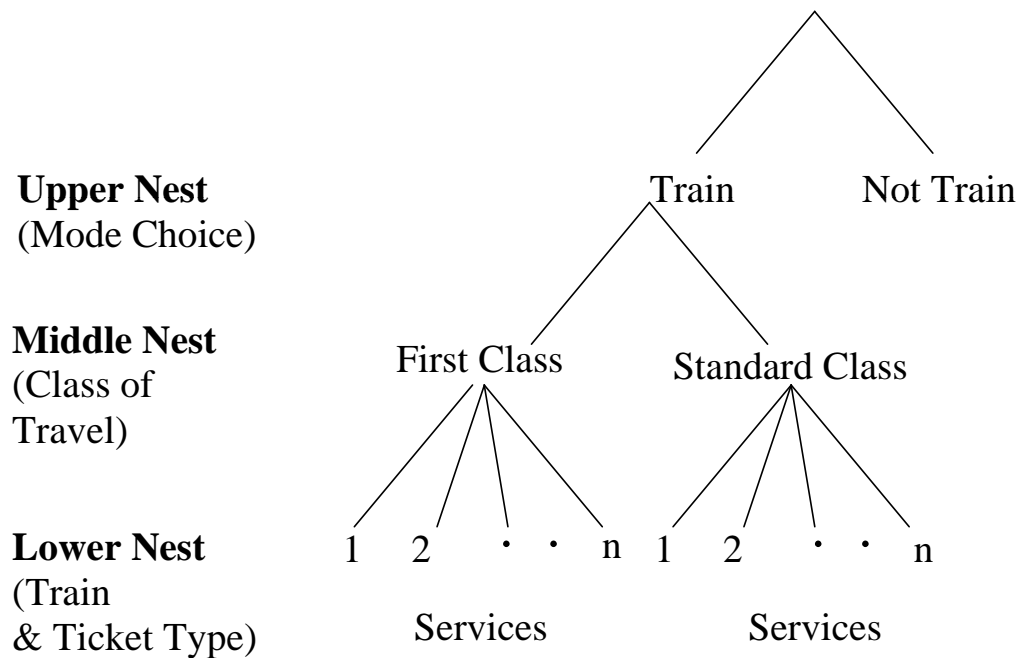 Upper Nest
(Mode Choice)
Train
Not Train
Middle Nest
(Class of
Travel)
First Class
Standard Class
Lower Nest
(Train
& Ticket Type)
1 2 · · n
1 2 · · n
Services
Services